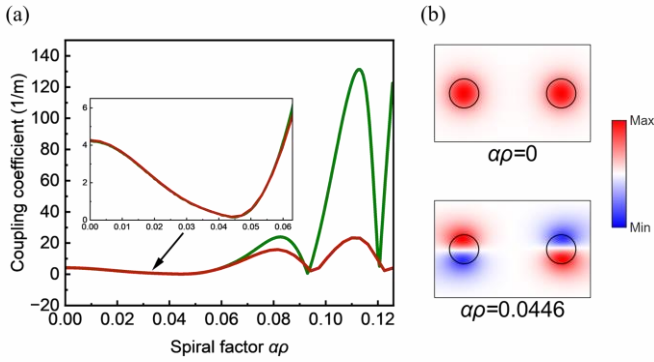 (a)
(b)
Coupling coefficient (1/m)
140
120
100
80
60
40
20
0
−20
6
4
2
0
0.00 0.01 0.02 0.03 0.04 0.05 0.06
0.00 0.02 0.04 0.06 0.08 0.10 0.12
Spiral factor αρ
αρ=0
αρ=0.0446
Max
Min